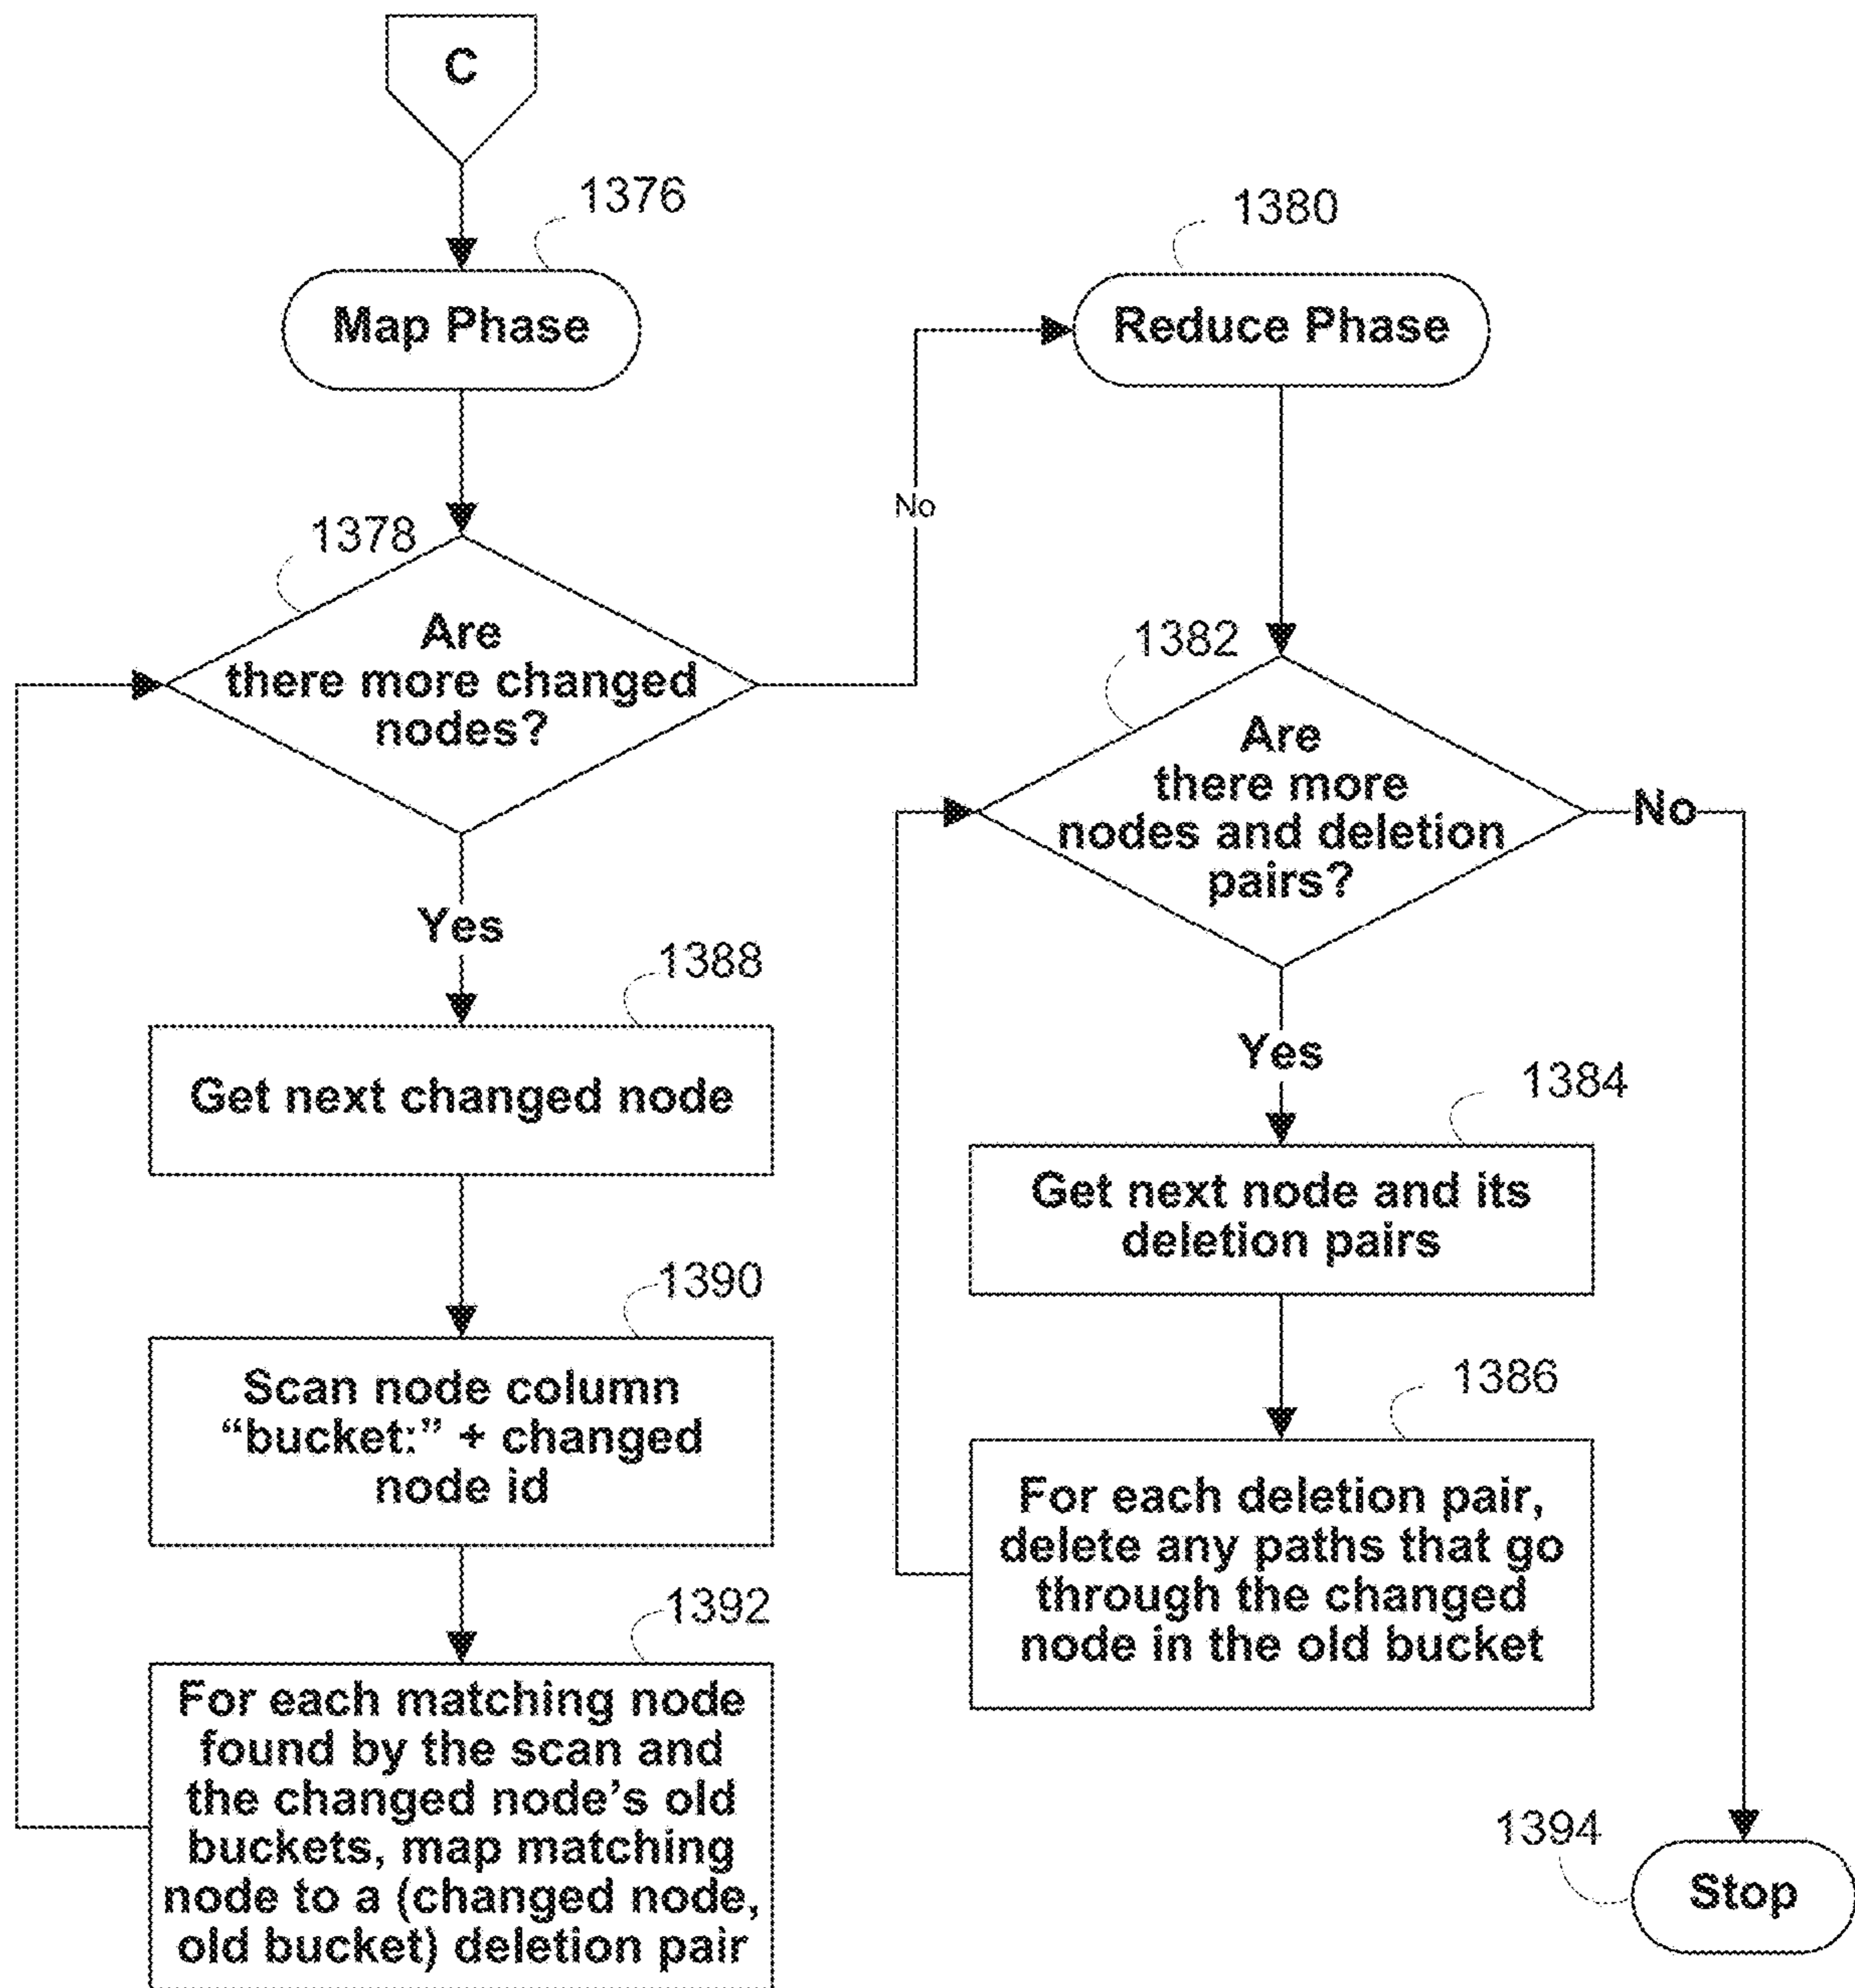 C
1376
Map Phase
1378
Are
there more changed
nodes?
No
Yes
1388
Get next changed node
1390
Scan node column
“bucket:” + changed
node id
1392
For each matching node
found by the scan and
the changed node’s old
buckets, map matching
node to a (changed node,
old bucket) deletion pair
1380
Reduce Phase
1382
Are
there more
nodes and deletion
pairs?
No
Yes
1384
Get next node and its
deletion pairs
1386
For each deletion pair,
delete any paths that go
through the changed
node in the old bucket
1394
Stop